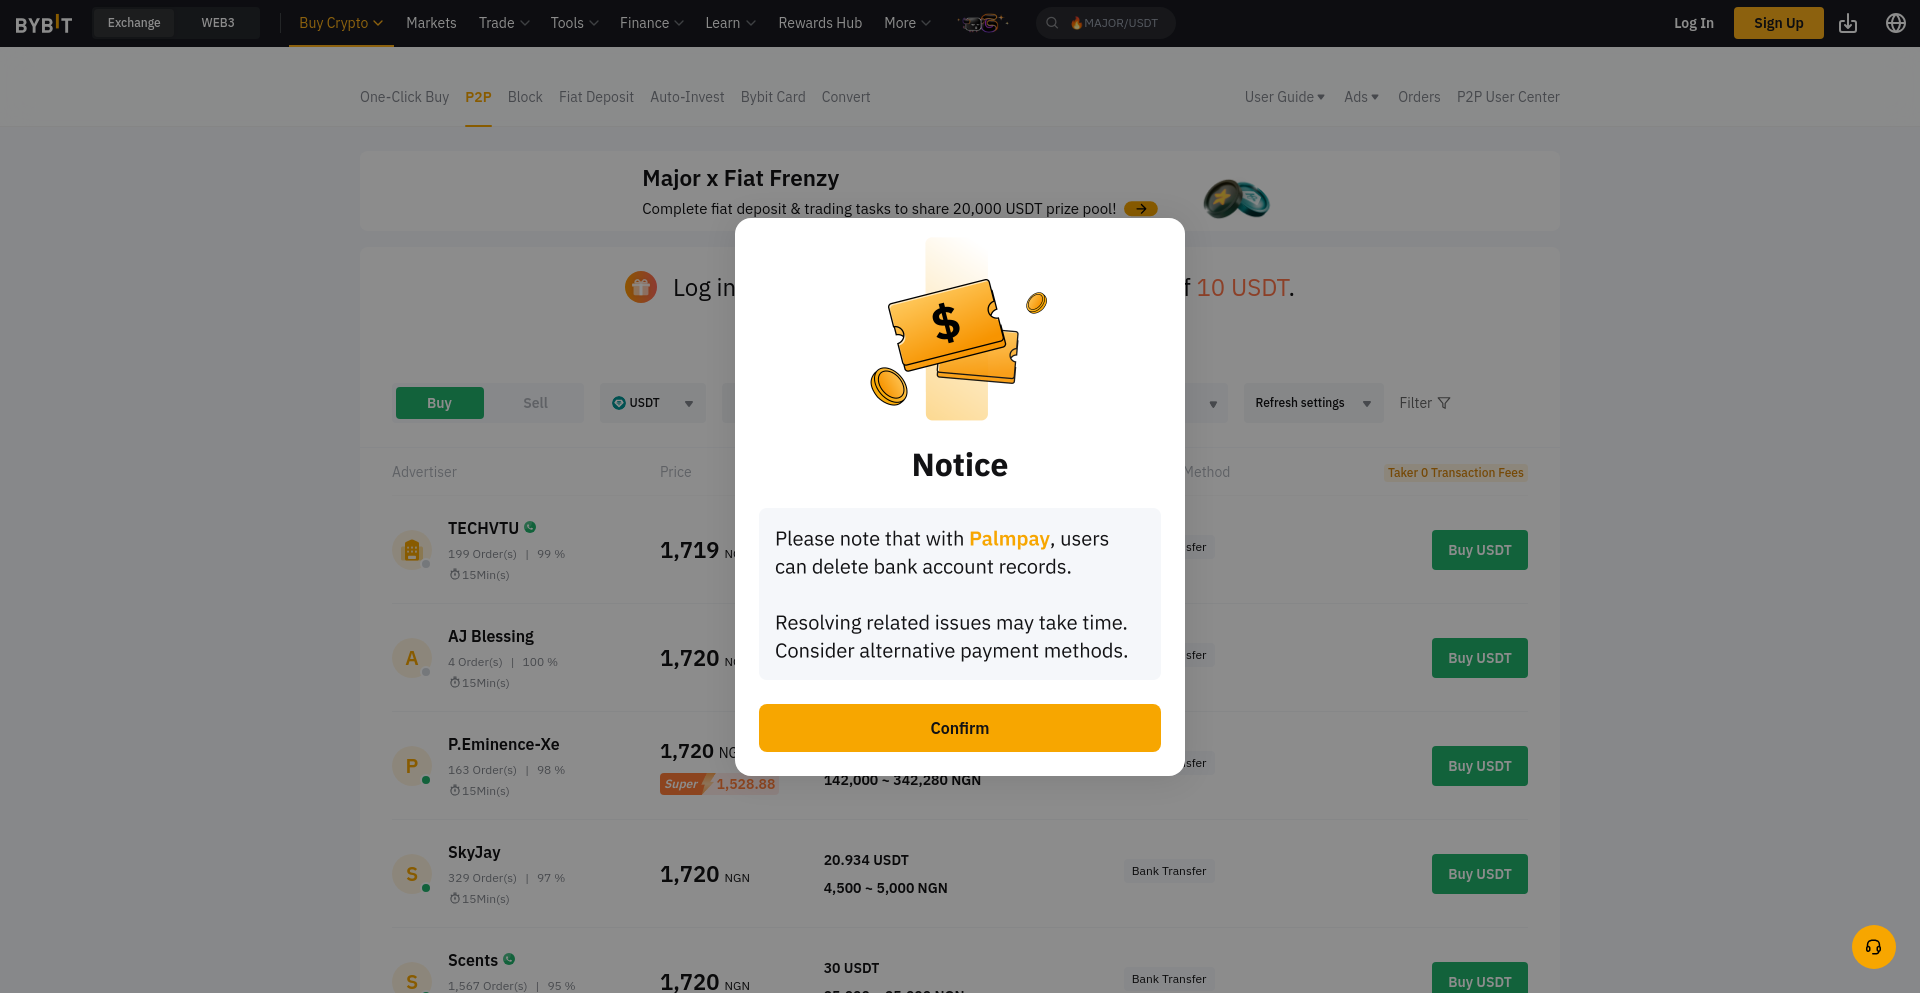 BYBIT
Exchange
WEB3
Buy Crypto
Markets
Trade
Tools
Finance
Learn
Rewards Hub
More
MAJOR/USDT
Log In
Sign Up
One-Click Buy
P2P
Block
Fiat Deposit
Auto-Invest
Bybit Card
Convert
User Guide
Ads
Orders
P2P User Center
Major x Fiat Frenzy
Complete fiat deposit & trading tasks to share 20,000 USDT prize pool!
Log in
10 USDT.
Buy
Sell
USDT
Refresh settings
Filter
Advertiser
Price
Method
Taker 0 Transaction Fees
TECHVTU
199 Order(s) | 99 %
15Min(s)
1,719
Buy USDT
AJ Blessing
A
4 Order(s) | 100 %
15Min(s)
1,720
Buy USDT
P.Eminence-Xe
P
163 Order(s) | 98 %
15Min(s)
1,720
Super 1,528.88
142,000 ~ 342,280 NGN
Buy USDT
SkyJay
S
329 Order(s) | 97 %
15Min(s)
1,720 NGN
20.934 USDT
4,500 ~ 5,000 NGN
Bank Transfer
Buy USDT
Scents
S
1,567 Order(s) | 95 %
1,720 NGN
30 USDT
Bank Transfer
Buy USDT
$
Notice
Please note that with Palmpay, users
can delete bank account records.
Resolving related issues may take time.
Consider alternative payment methods.
Confirm